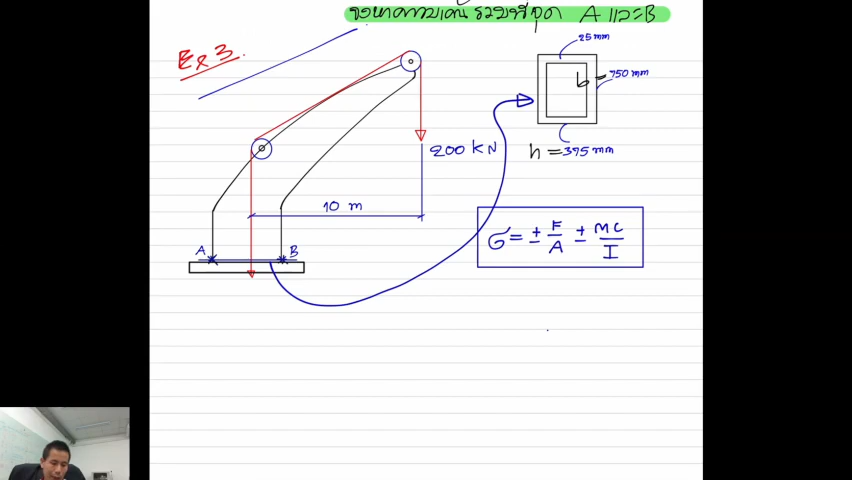 จงหาความเค้นรวมที่จุด A และ B
Ex 3.
25 mm
b = 750 mm
200 kN
h = 375 mm
10 m
σ = ± F/A ± MC/I
A B